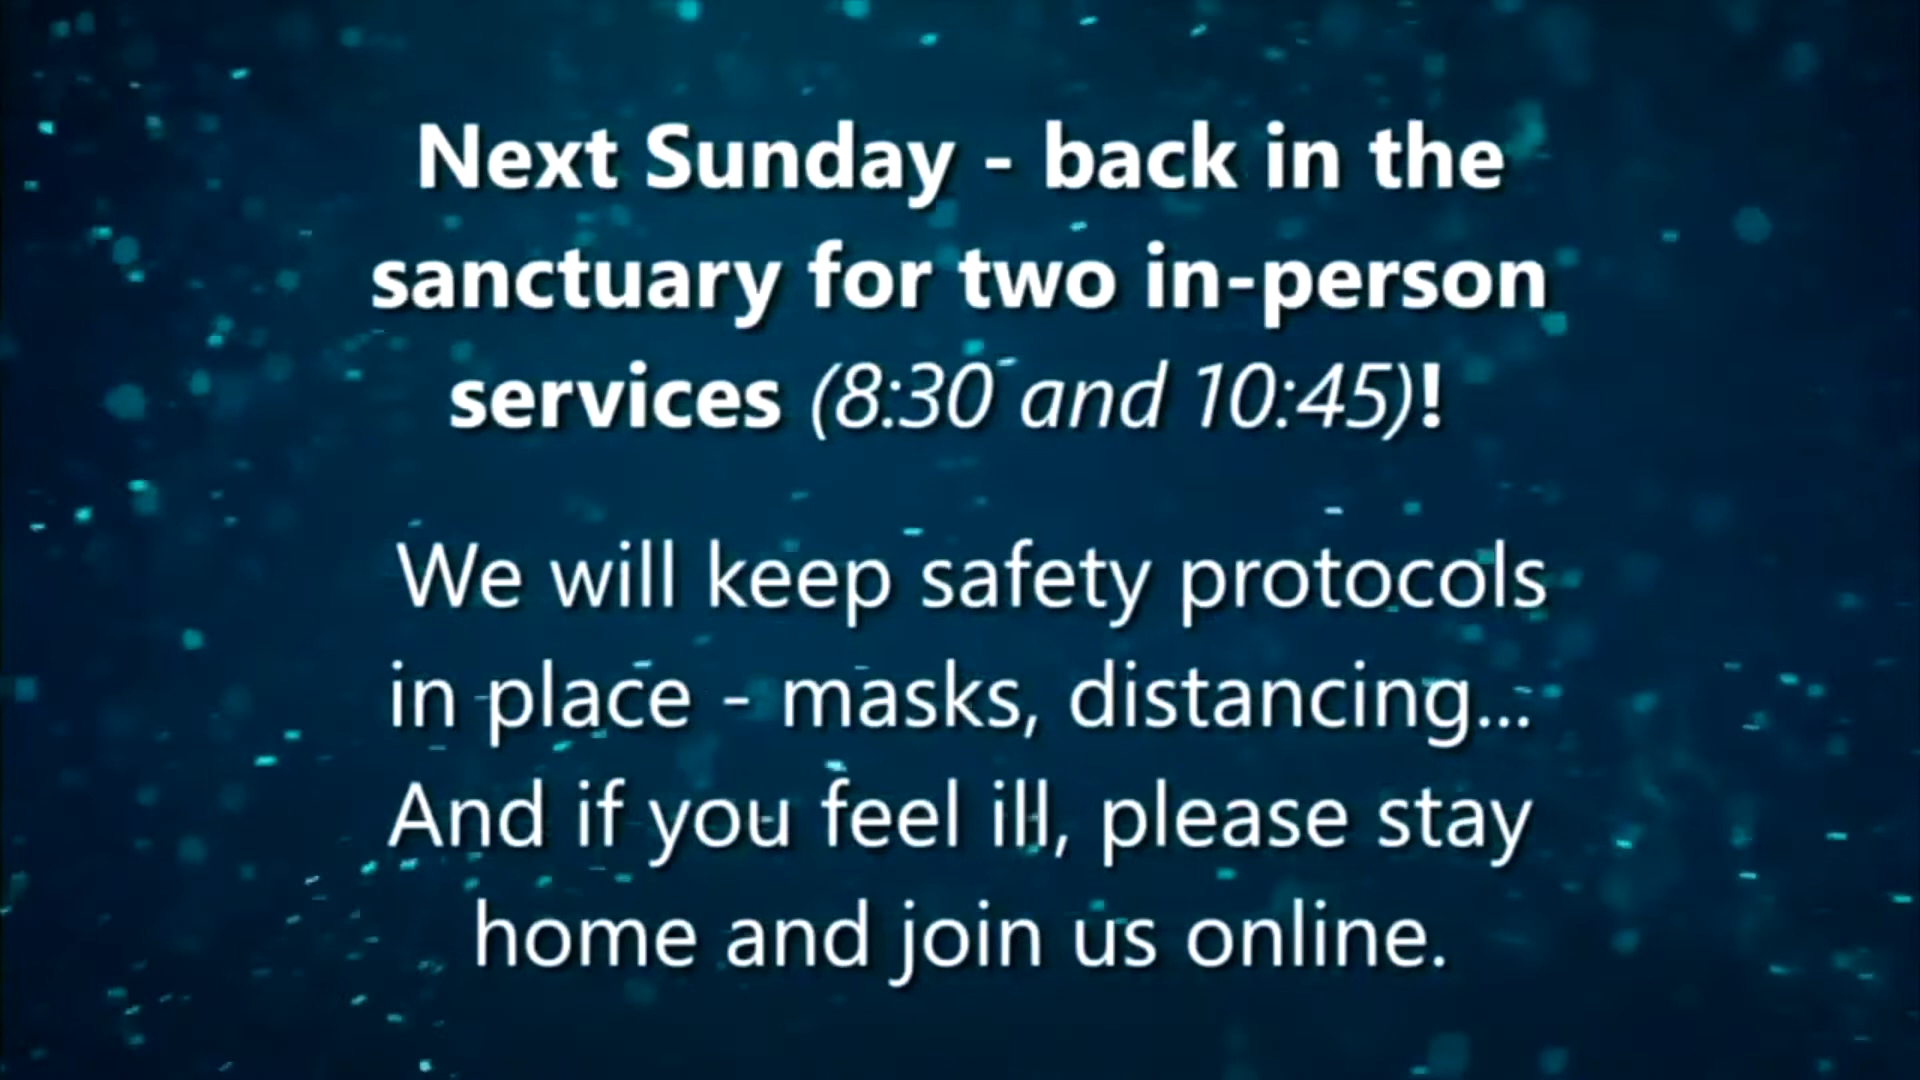 Next Sunday - back in the
sanctuary for two in-person
services (8:30 and 10:45)!
We will keep safety protocols
in place - masks, distancing...
And if you feel ill, please stay
home and join us online.